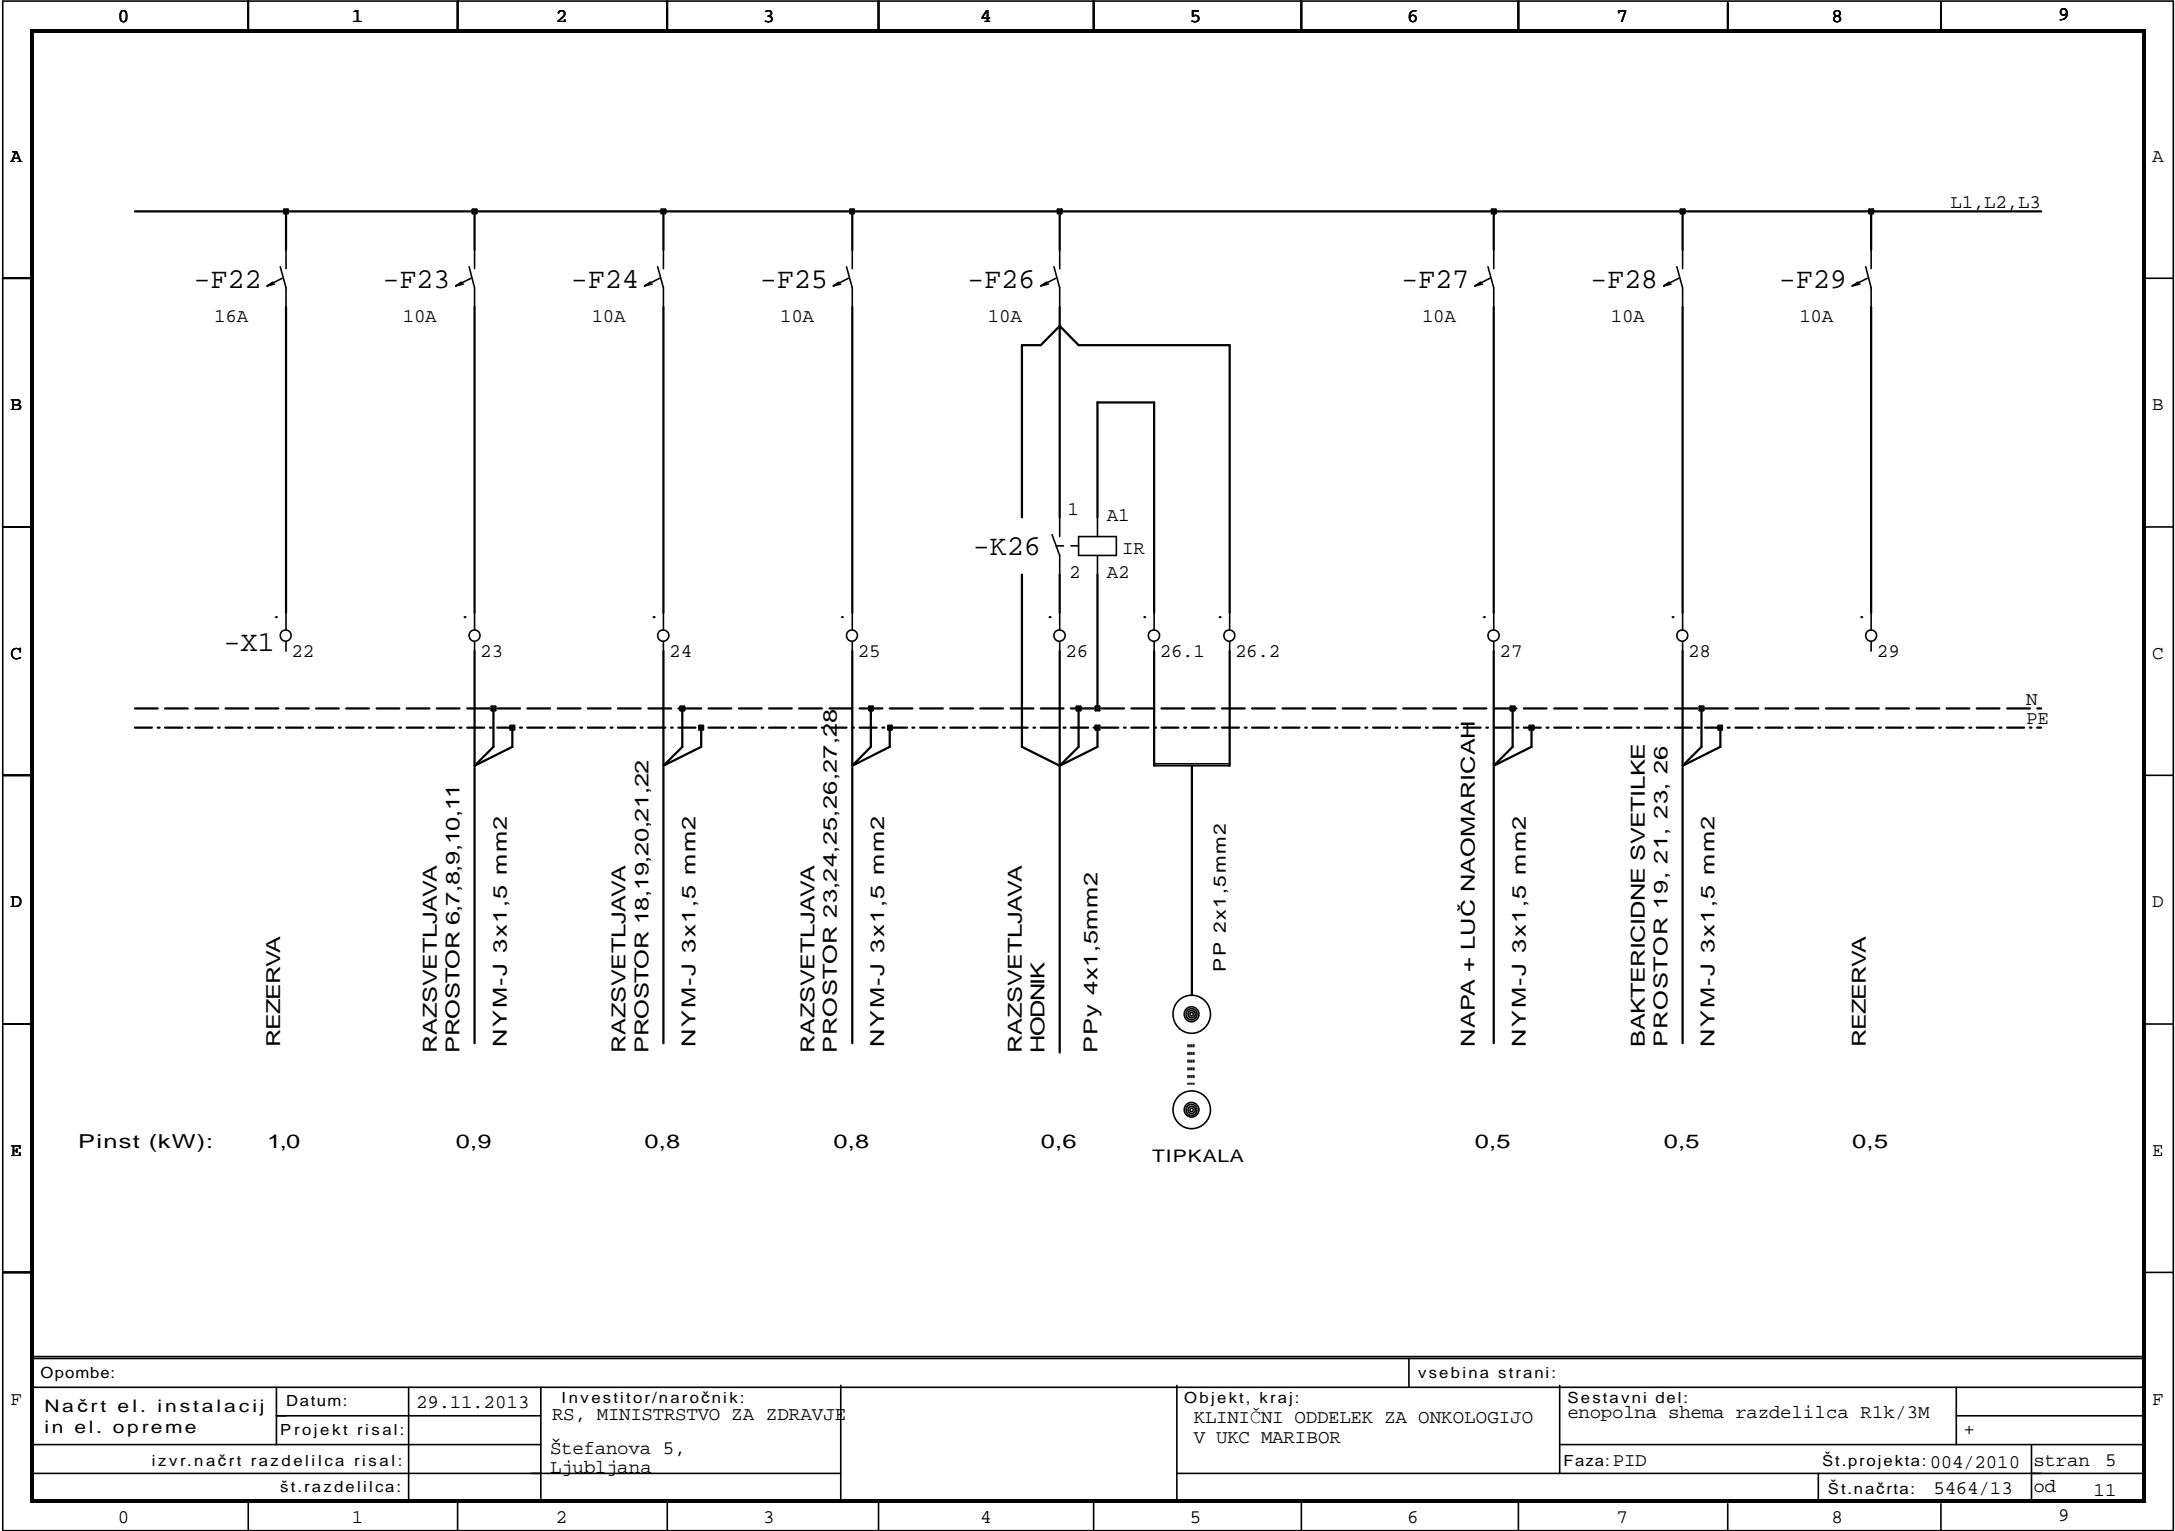 0 1 2 3 4 5 6 7 8 9
A A
L1,L2,L3
-F22 -F23 -F24 -F25 -F26 -F27 -F28 -F29
16A 10A 10A 10A 10A 10A 10A 10A
B B
1 A1
-K26 IR
2 A2
-X1 22 23 24 25 26 26.1 26.2 27 28 29
C C
N
PE
REZERVA
RAZSVETLJAVA
PROSTOR 6,7,8,9,10,11
NYM-J 3x1,5 mm2
RAZSVETLJAVA
PROSTOR 18,19,20,21,22
NYM-J 3x1,5 mm2
RAZSVETLJAVA
PROSTOR 23,24,25,26,27,28
NYM-J 3x1,5 mm2
RAZSVETLJAVA
HODNIK
PPy 4x1,5mm2
PP 2x1,5mm2
NAPA + LUČ NAOMARICAH
NYM-J 3x1,5 mm2
BAKTERICIDNE SVETILKE
PROSTOR 19, 21, 23, 26
NYM-J 3x1,5 mm2
REZERVA
D D
Pinst (kW): 1,0 0,9 0,8 0,8 0,6 0,5 0,5 0,5
TIPKALA
E E
Opombe:
vsebina strani:
F F
Načrt el. instalacij
in el. opreme
Datum: 29.11.2013
Projekt risal:
izvr.načrt razdelilca risal:
št.razdelilca:
Investitor/naročnik:
RS, MINISTRSTVO ZA ZDRAVJE
Štefanova 5,
Ljubljana
Objekt, kraj:
KLINIČNI ODDELEK ZA ONKOLOGIJO
V UKC MARIBOR
Sestavni del:
enopolna shema razdelilca R1k/3M
+
Faza: PID
Št.projekta: 004/2010
stran 5
Št.načrta: 5464/13
od 11
0 1 2 3 4 5 6 7 8 9